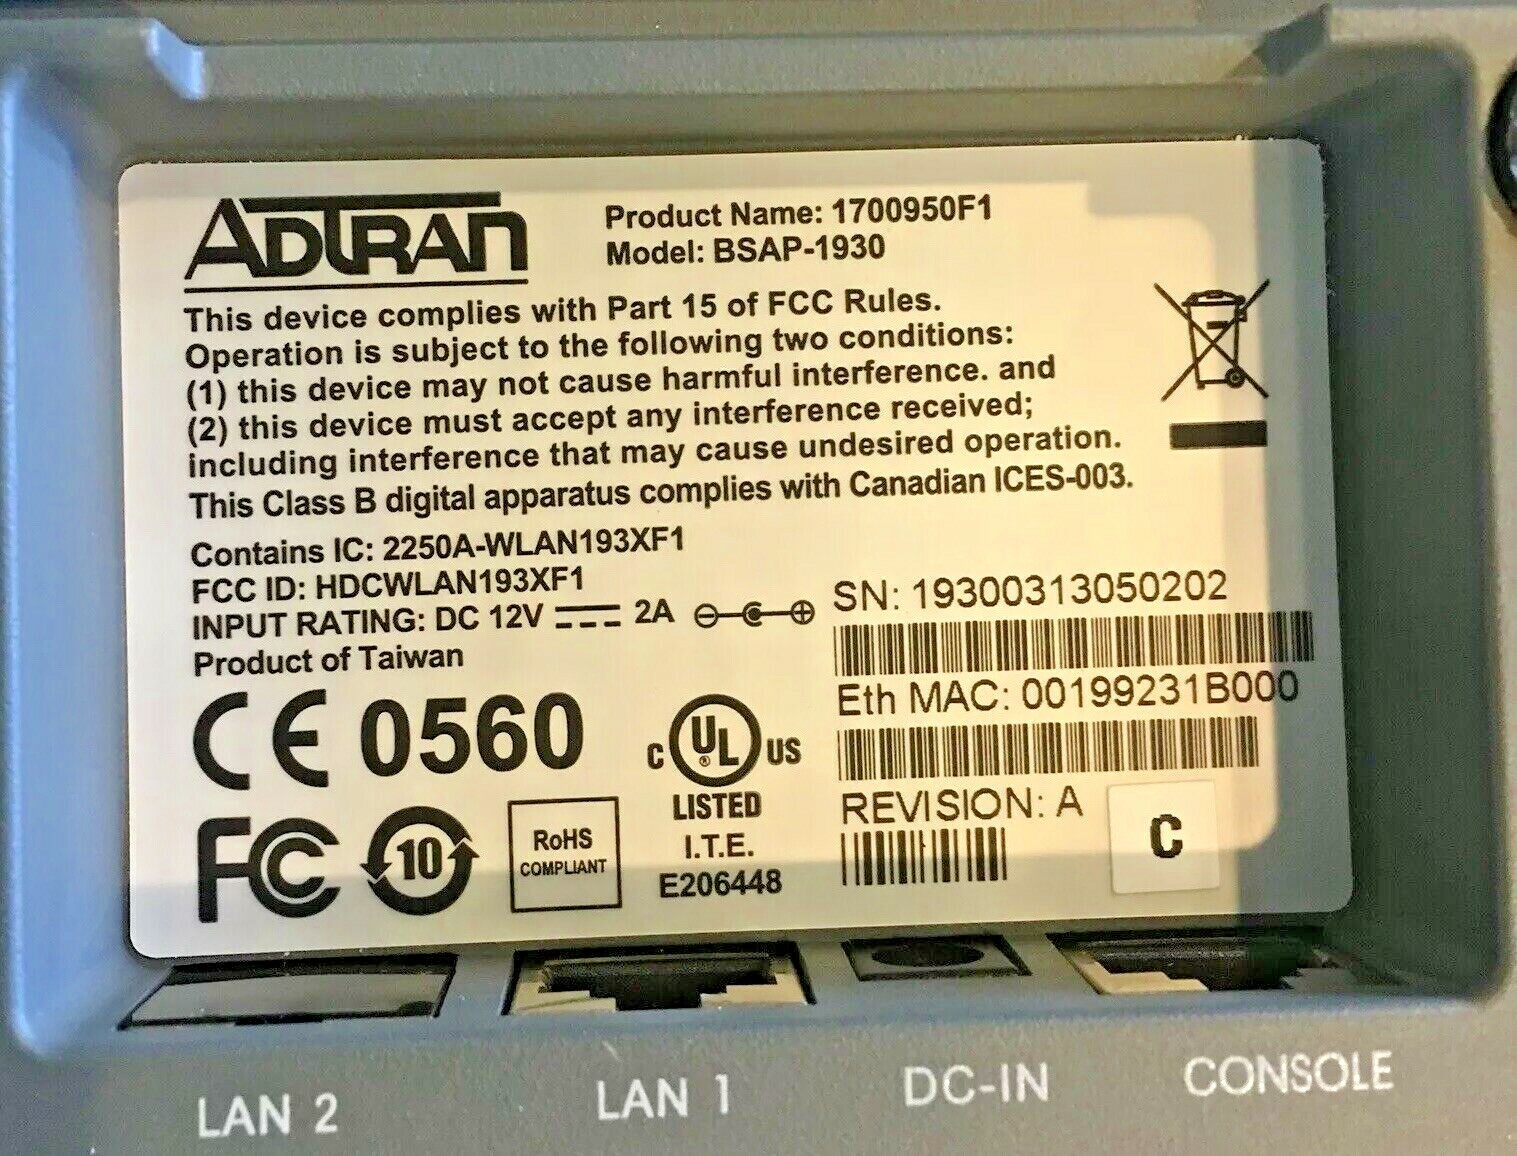 ADTRAN
Product Name: 1700950F1
Model: BSAP-1930
This device complies with Part 15 of FCC Rules.
Operation is subject to the following two conditions:
(1) this device may not cause harmful interference. and
(2) this device must accept any interference received;
including interference that may cause undesired operation.
This Class B digital apparatus complies with Canadian ICES-003.
Contains IC: 2250A-WLAN193XF1
FCC ID: HDCWLAN193XF1
INPUT RATING: DC 12V 2A
Product of Taiwan
SN: 19300313050202
Eth MAC: 00199231B000
REVISION: A
C
CE 0560
C UL ® US
LISTED
I.T.E.
E206448
FC
10
RoHS
COMPLIANT
LAN 2
LAN 1
DC-IN
CONSOLE